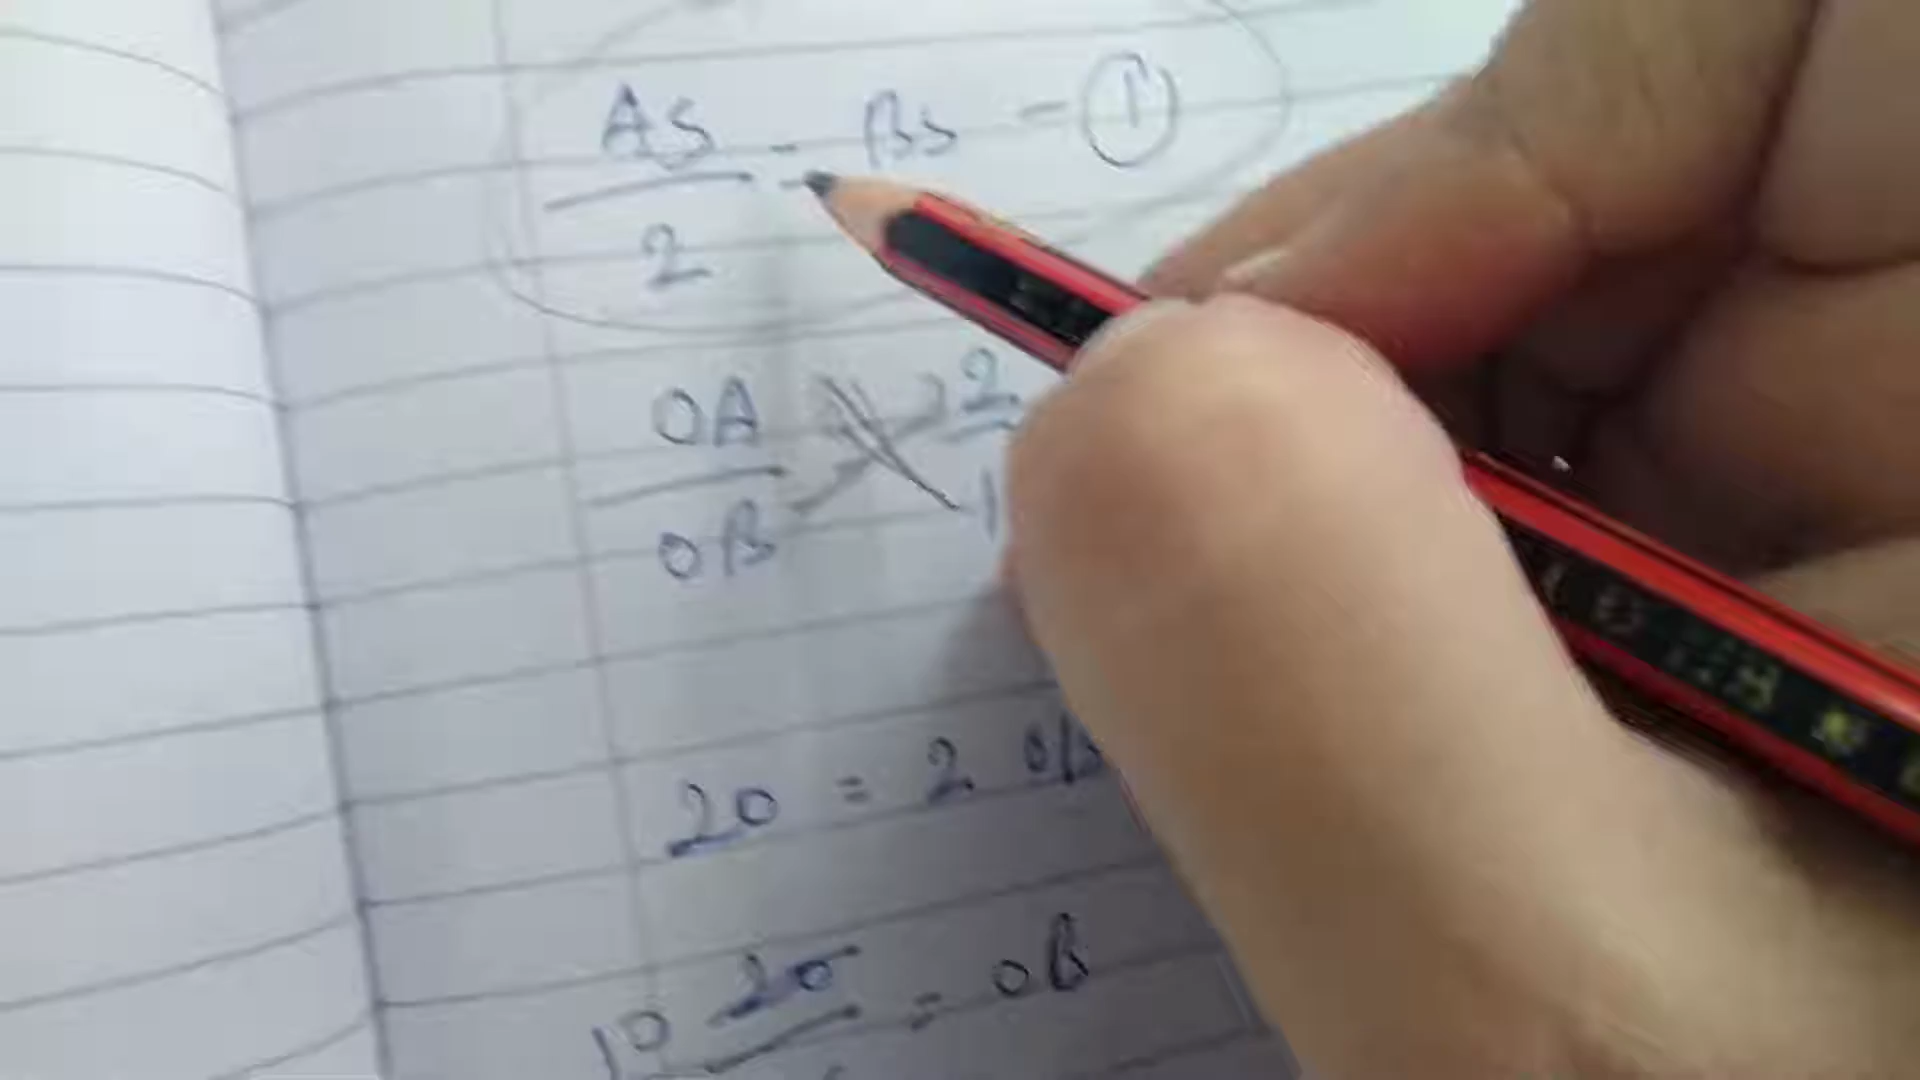 AS/2 = BS - ①
OA/OB 2/1
20 = 2 OB
10 20/ = OB